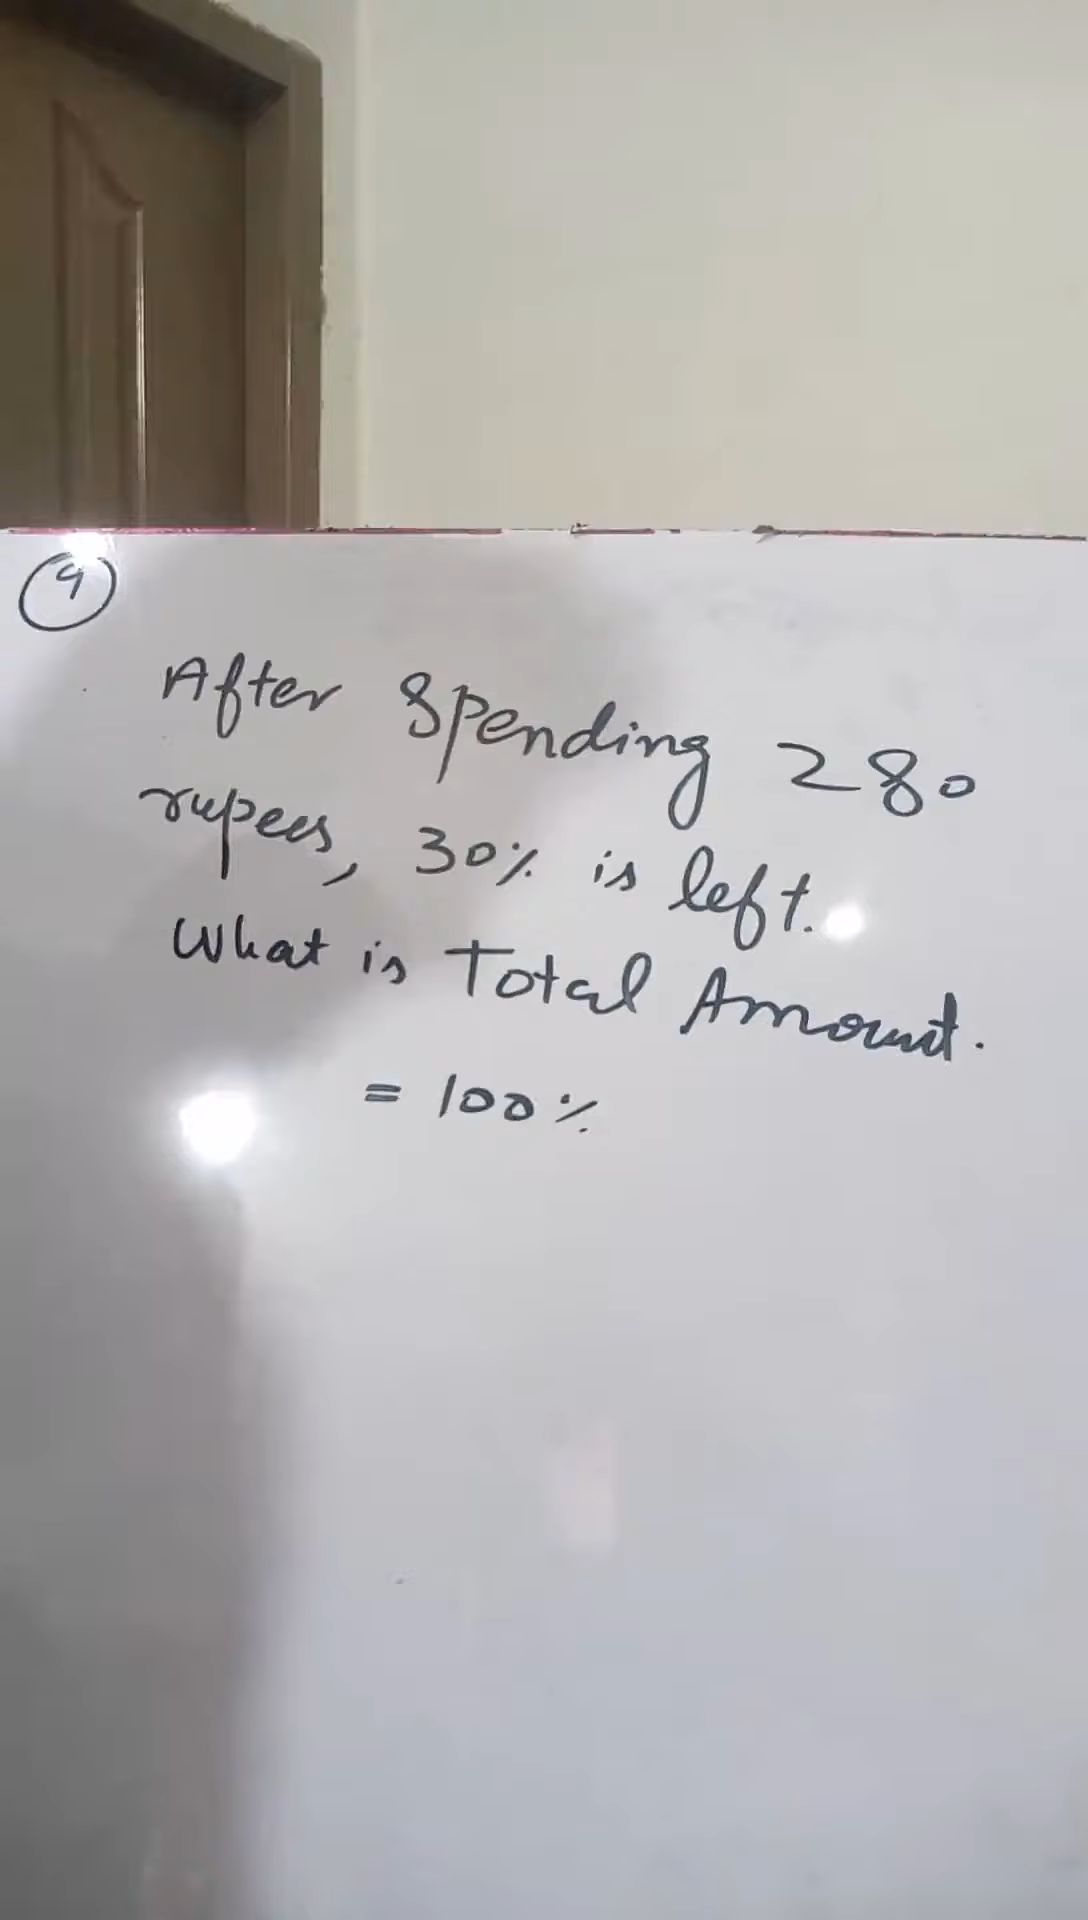 9
After Spending 280
rupees, 30% is left.
What is Total Amount.
= 100%